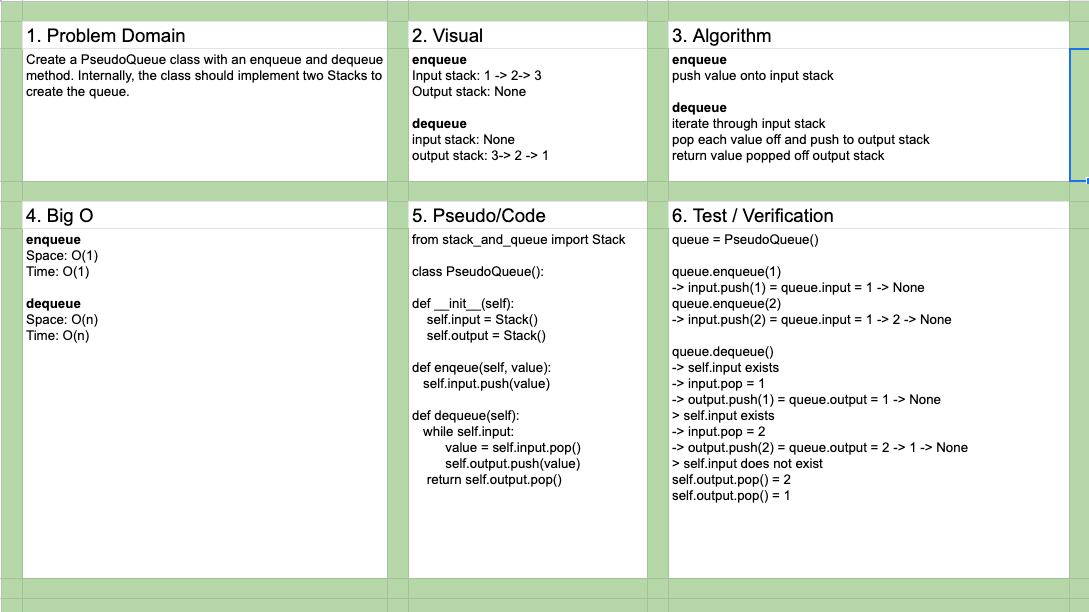 1. Problem Domain
Create a PseudoQueue class with an enqueue and dequeue
method. Internally, the class should implement two Stacks to
create the queue.
2. Visual
enqueue
Input stack: 1 -> 2-> 3
Output stack: None
dequeue
input stack: None
output stack: 3-> 2 -> 1
3. Algorithm
enqueue
push value onto input stack
dequeue
iterate through input stack
pop each value off and push to output stack
return value popped off output stack
4. Big O
enqueue
Space: O(1)
Time: O(1)
dequeue
Space: O(n)
Time: O(n)
5. Pseudo/Code
from stack_and_queue import Stack
class PseudoQueue():
def __init__(self):
self.input = Stack()
self.output = Stack()
def enqeue(self, value):
self.input.push(value)
def dequeue(self):
while self.input:
value = self.input.pop()
self.output.push(value)
return self.output.pop()
6. Test / Verification
queue = PseudoQueue()
queue.enqueue(1)
-> input.push(1) = queue.input = 1 -> None
queue.enqueue(2)
-> input.push(2) = queue.input = 1 -> 2 -> None
queue.dequeue()
-> self.input exists
-> input.pop = 1
-> output.push(1) = queue.output = 1 -> None
> self.input exists
-> input.pop = 2
-> output.push(2) = queue.output = 2 -> 1 -> None
> self.input does not exist
self.output.pop() = 2
self.output.pop() = 1